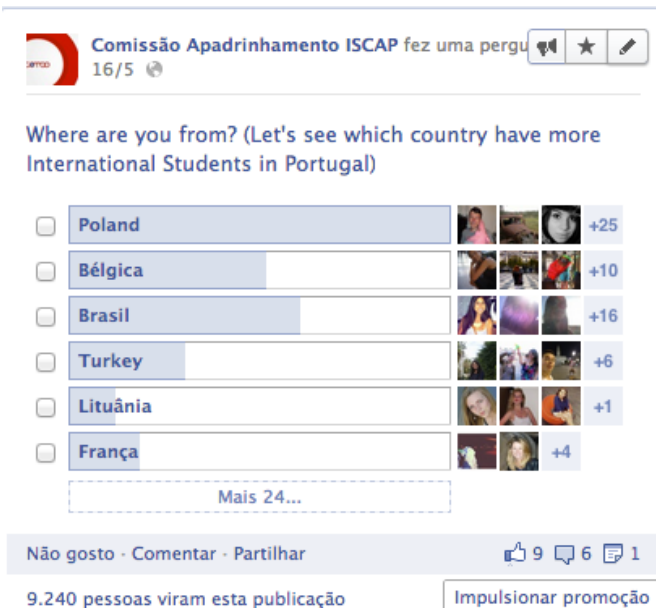 Comissão Apadrinhamento ISCAP fez uma pergu
16/5
Where are you from? (Let's see which country have more
International Students in Portugal)
Poland +25
Bélgica +10
Brasil +16
Turkey +6
Lituânia +1
França +4
Mais 24...
Não gosto · Comentar · Partilhar 9 6 1
9.240 pessoas viram esta publicação Impulsionar promoção